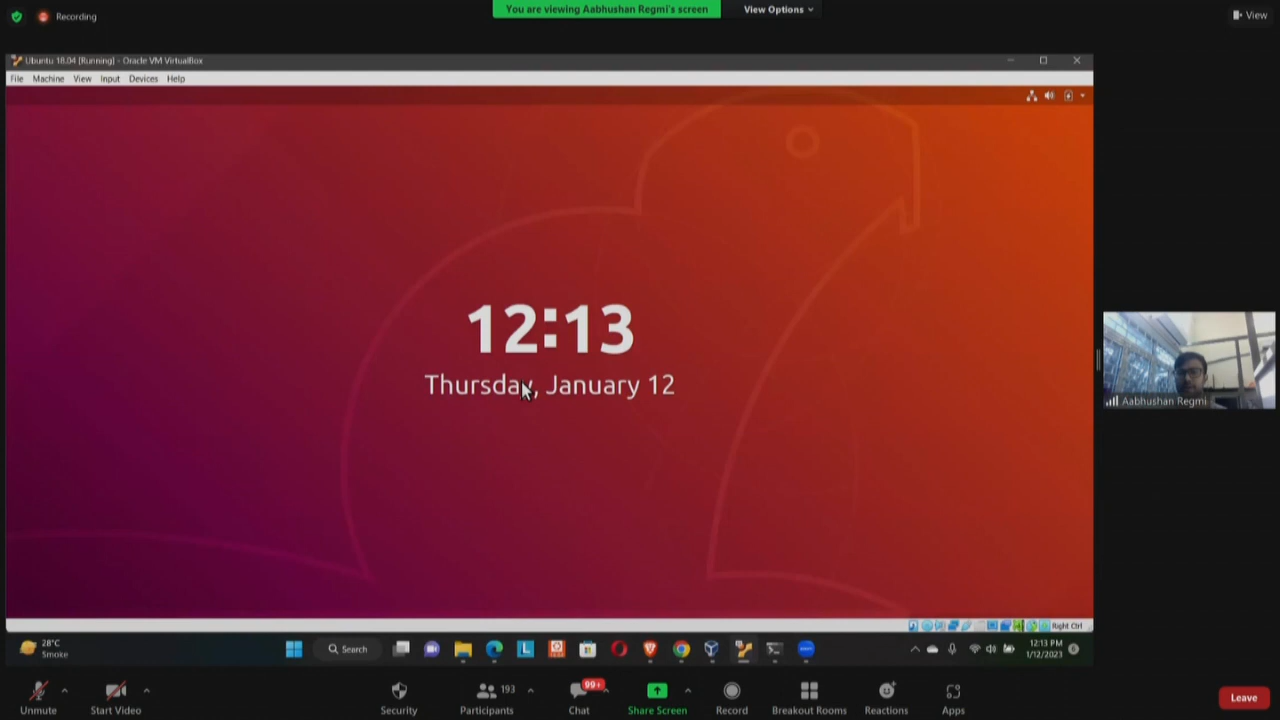 Recording
You are viewing Aabhushan Regmi's screen
View Options
View
Ubuntu 18.04 [Running] - Oracle VM VirtualBox
File Machine View Input Devices Help
12:13
Thursday, January 12
Aabhushan Regmi
Right Ctrl
28°C
Smoke
Search
12:13 PM
1/12/2023
Unmute
Start Video
Security
193
Participants
99+
Chat
Share Screen
Record
Breakout Rooms
Reactions
Apps
Leave